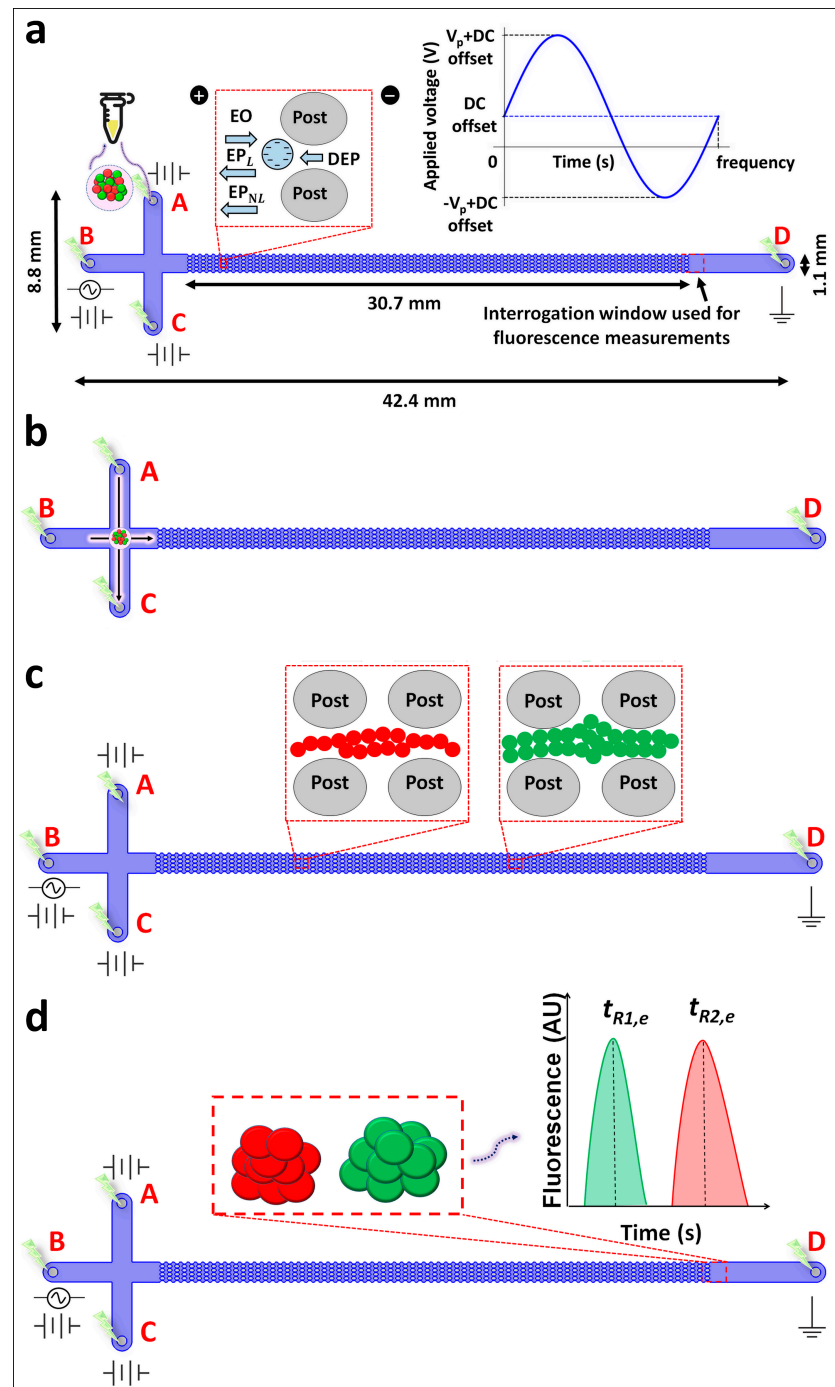 a
V_p+DC
offset
DC
offset
-V_p+DC
offset
Applied voltage (V)
0
Time (s)
frequency
+
−
EO
EP_L
EP_NL
DEP
Post
Post
A
B
C
D
8.8 mm
1.1 mm
30.7 mm
Interrogation window used for
fluorescence measurements
42.4 mm
b
A
B
C
D
c
Post
Post
Post
Post
Post
Post
Post
Post
A
B
C
D
d
t_R1,e
t_R2,e
Fluorescence (AU)
Time (s)
A
B
C
D